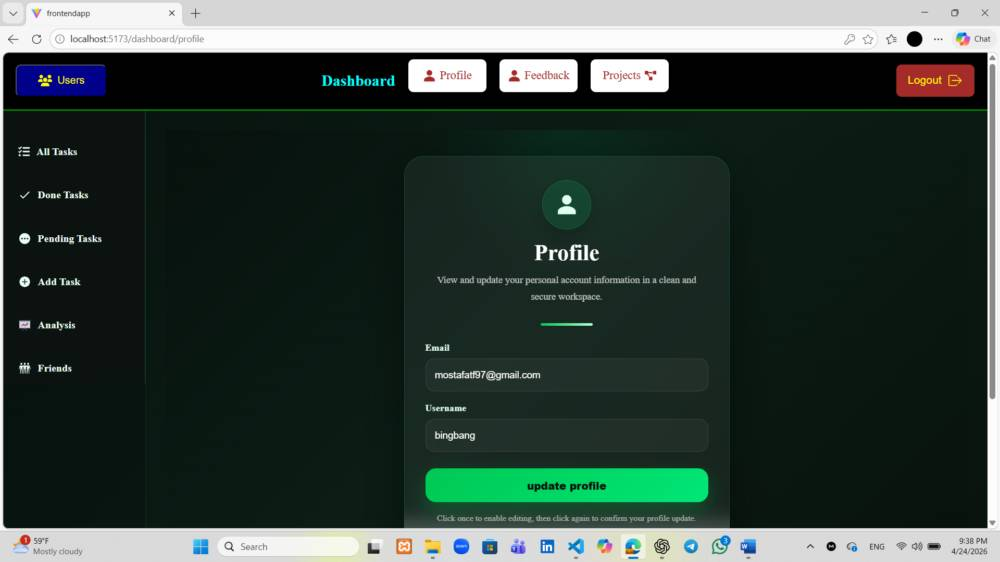 frontendapp
localhost:5173/dashboard/profile
Chat
Users
Dashboard
Profile
Feedback
Projects
Logout
All Tasks
Done Tasks
Pending Tasks
Add Task
Analysis
Friends
Profile
View and update your personal account information in a clean and
secure workspace.
Email
mostafatf97@gmail.com
Username
bingbang
update profile
Click once to enable editing, then click again to confirm your profile update.
1
59°F
Mostly cloudy
Search
3
ENG
9:38 PM
4/24/2026